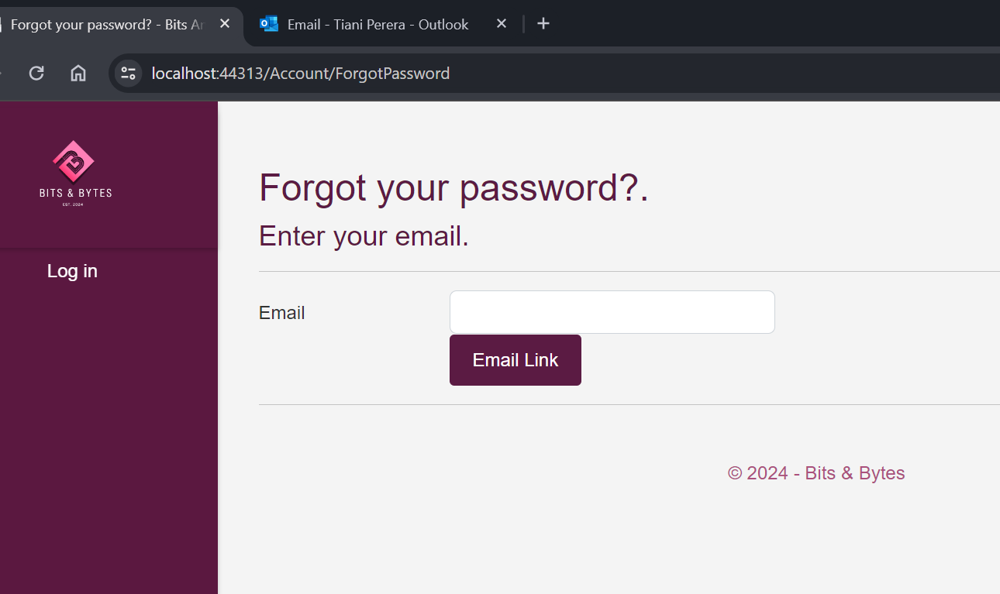 Forgot your password? - Bits Ar
Email - Tiani Perera - Outlook
localhost:44313/Account/ForgotPassword
BITS & BYTES
EST. 2024
Log in
Forgot your password?.
Enter your email.
Email
Email Link
© 2024 - Bits & Bytes